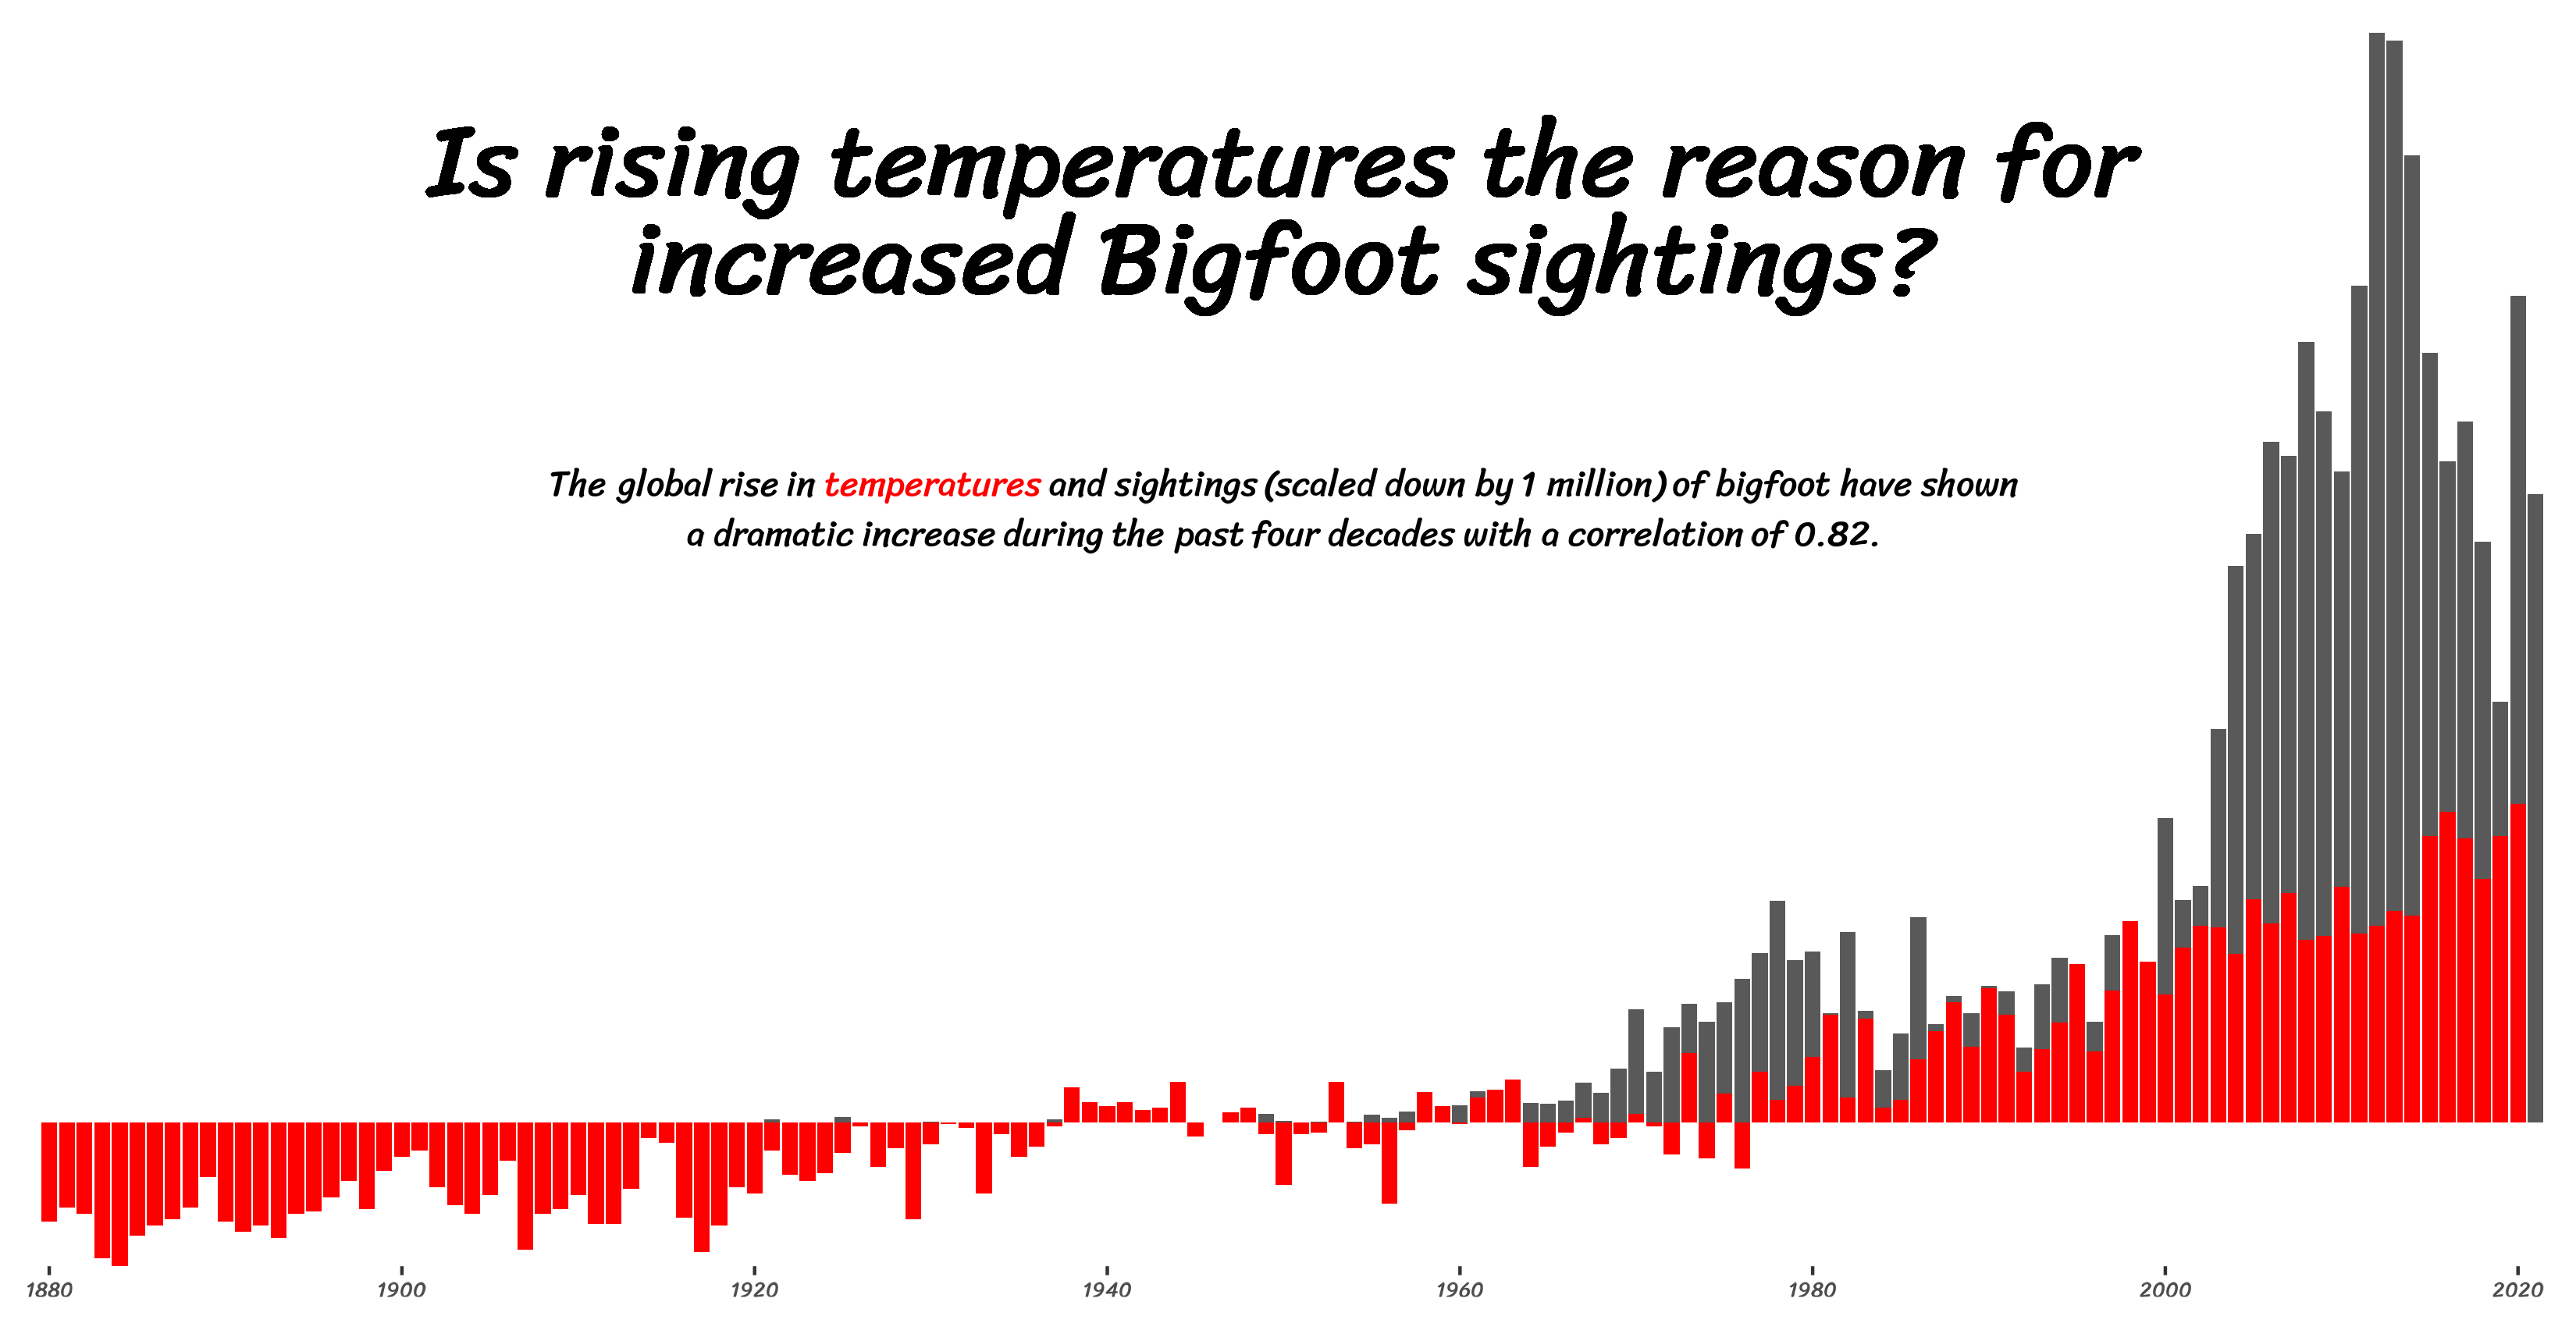 Is rising temperatures the reason for
increased Bigfoot sightings?
The global rise in temperatures and sightings (scaled down by 1 million) of bigfoot have shown
a dramatic increase during the past four decades with a correlation of 0.82.
1880 1900 1920 1940 1960 1980 2000 2020